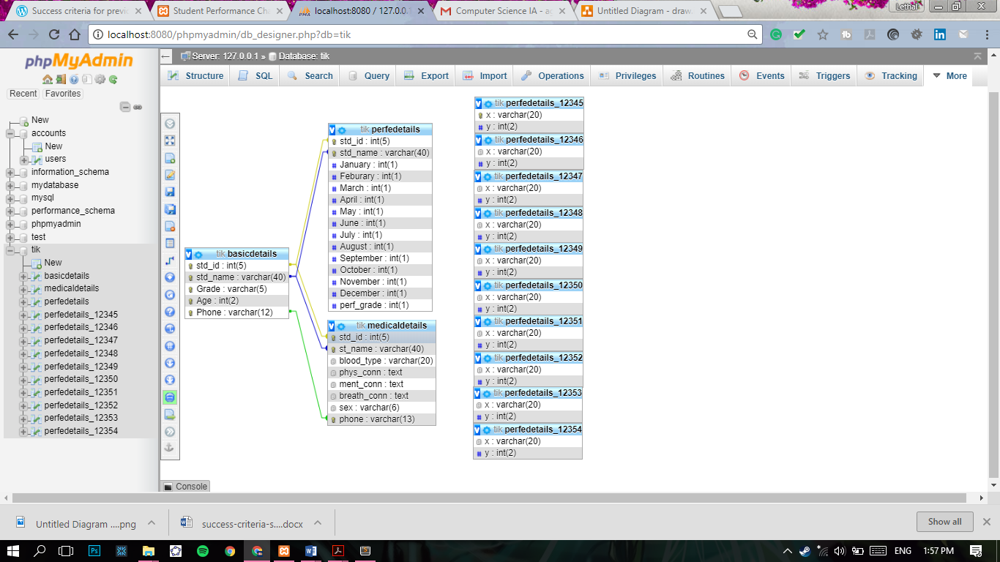 Success criteria for previo
Student Performance Cha
localhost:8080 / 127.0.0.
Computer Science IA - a
Untitled Diagram - draw.
Lethal
localhost:8080/phpmyadmin/db_designer.php?db=tik
phpMyAdmin
Recent Favorites
New
accounts
New
users
information_schema
mydatabase
mysql
performance_schema
phpmyadmin
test
tik
New
basicdetails
medicaldetails
perfedetails
perfedetails_12345
perfedetails_12346
perfedetails_12347
perfedetails_12348
perfedetails_12349
perfedetails_12350
perfedetails_12351
perfedetails_12352
perfedetails_12353
perfedetails_12354
Server: 127.0.0.1 » Database: tik
Structure SQL Search Query Export Import Operations Privileges Routines Events Triggers Tracking More
tik basicdetails
std_id : int(5)
std_name : varchar(40)
Grade : varchar(5)
Age : int(2)
Phone : varchar(12)
tik perfedetails
std_id : int(5)
std_name : varchar(40)
January : int(1)
Feburary : int(1)
March : int(1)
April : int(1)
May : int(1)
June : int(1)
July : int(1)
August : int(1)
September : int(1)
October : int(1)
November : int(1)
December : int(1)
perf_grade : int(1)
tik medicaldetails
std_id : int(5)
st_name : varchar(40)
blood_type : varchar(20)
phys_conn : text
ment_conn : text
breath_conn : text
sex : varchar(6)
phone : varchar(13)
tik perfedetails_12345
x : varchar(20)
y : int(2)
tik perfedetails_12346
x : varchar(20)
y : int(2)
tik perfedetails_12347
x : varchar(20)
y : int(2)
tik perfedetails_12348
x : varchar(20)
y : int(2)
tik perfedetails_12349
x : varchar(20)
y : int(2)
tik perfedetails_12350
x : varchar(20)
y : int(2)
tik perfedetails_12351
x : varchar(20)
y : int(2)
tik perfedetails_12352
x : varchar(20)
y : int(2)
tik perfedetails_12353
x : varchar(20)
y : int(2)
tik perfedetails_12354
x : varchar(20)
y : int(2)
Console
Untitled Diagram ....png
success-criteria-s....docx
Show all
ENG 1:57 PM